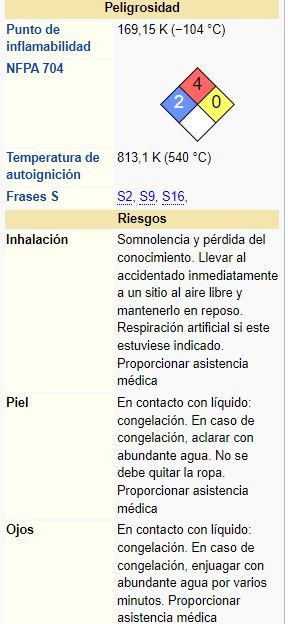 Peligrosidad
Punto de
inflamabilidad
169,15 K (−104 °C)
NFPA 704
4
2
0
Temperatura de
autoignición
813,1 K (540 °C)
Frases S
S2, S9, S16,
Riesgos
Inhalación
Somnolencia y pérdida del
conocimiento. Llevar al
accidentado inmediatamente
a un sitio al aire libre y
mantenerlo en reposo.
Respiración artificial si este
estuviese indicado.
Proporcionar asistencia
médica
Piel
En contacto con líquido:
congelación. En caso de
congelación, aclarar con
abundante agua. No se
debe quitar la ropa.
Proporcionar asistencia
médica
Ojos
En contacto con líquido:
congelación. En caso de
congelación, enjuagar con
abundante agua por varios
minutos. Proporcionar
asistencia médica